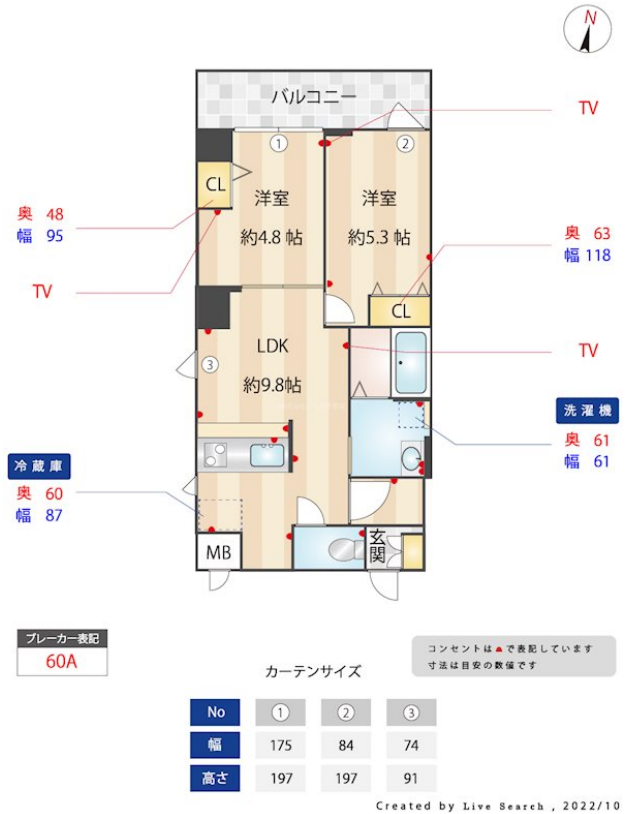 N
バルコニー
TV
①
②
CL
洋室
約4.8 帖
洋室
約5.3 帖
奥 48
幅 95
奥 63
幅 118
TV
CL
LDK
約9.8帖
③
TV
洗濯機
奥 61
幅 61
冷蔵庫
奥 60
幅 87
MB
玄関
ブレーカー表記
60A
コンセントは で表記しています
寸法は目安の数値です
カーテンサイズ
No ① ② ③
幅 175 84 74
高さ 197 197 91
Created by Live Search , 2022/10